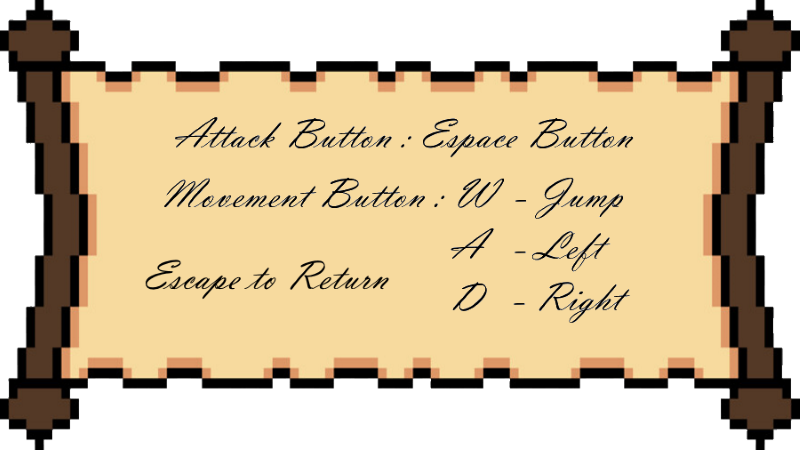 Attack Button : Espace Button
Movement Button : W - Jump
A - Left
Escape to Return
D - Right